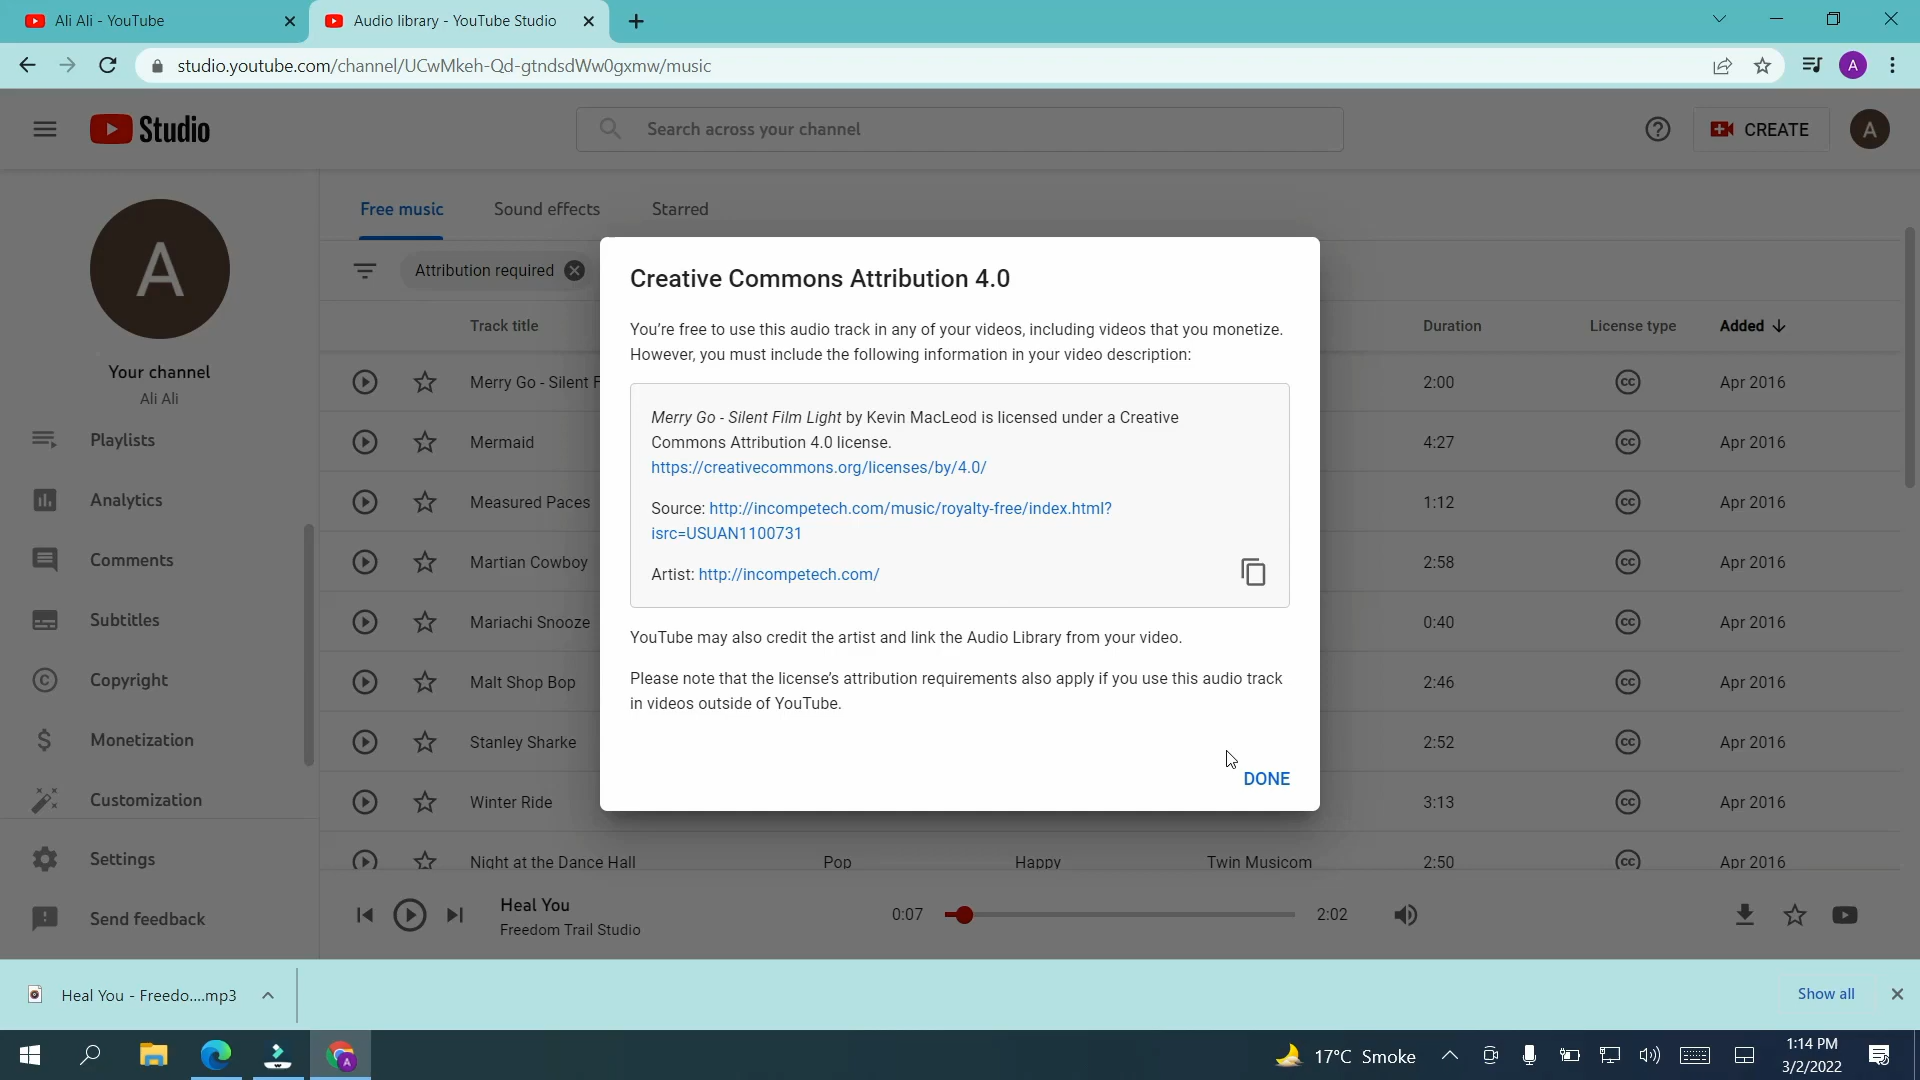 Ali Ali - YouTube
Audio library - YouTube Studio
studio.youtube.com/channel/UCwMkeh-Qd-gtndsdWw0gxmw/music
A
Studio
Search across your channel
CREATE
A
A
Your channel
Ali Ali
Playlists
Analytics
Comments
Subtitles
Copyright
Monetization
Customization
Settings
Send feedback
Free music Sound effects Starred
Attribution required
Track title Duration License type Added
Merry Go - Silent F 2:00 cc Apr 2016
Mermaid 4:27 cc Apr 2016
Measured Paces 1:12 cc Apr 2016
Martian Cowboy 2:58 cc Apr 2016
Mariachi Snooze 0:40 cc Apr 2016
Malt Shop Bop 2:46 cc Apr 2016
Stanley Sharke 2:52 cc Apr 2016
Winter Ride 3:13 cc Apr 2016
Night at the Dance Hall Pop Happy Twin Musicom 2:50 cc Apr 2016
Creative Commons Attribution 4.0
You're free to use this audio track in any of your videos, including videos that you monetize.
However, you must include the following information in your video description:
Merry Go - Silent Film Light by Kevin MacLeod is licensed under a Creative
Commons Attribution 4.0 license.
https://creativecommons.org/licenses/by/4.0/
Source: http://incompetech.com/music/royalty-free/index.html?
isrc=USUAN1100731
Artist: http://incompetech.com/
YouTube may also credit the artist and link the Audio Library from your video.
Please note that the license's attribution requirements also apply if you use this audio track
in videos outside of YouTube.
DONE
Heal You
Freedom Trail Studio
0:07 2:02
Heal You - Freedo....mp3
Show all
A
17°C Smoke
1:14 PM
3/2/2022